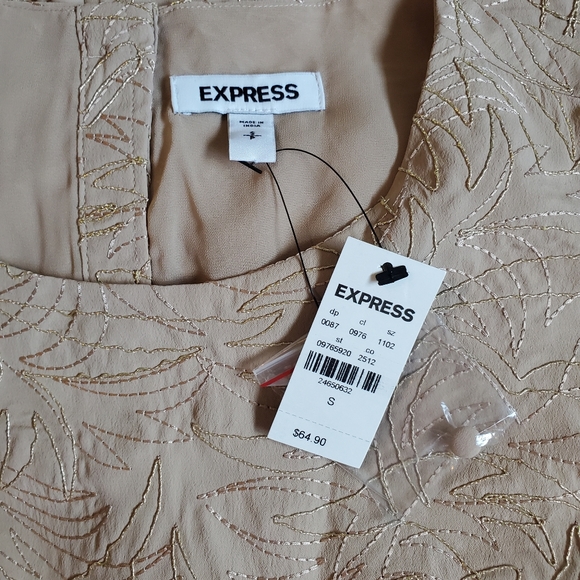 EXPRESS
MADE IN
INDIA
EXPRESS
dp cl sz
0087 0976 1102
st co
09765920 2512
24650632
S
$64.90